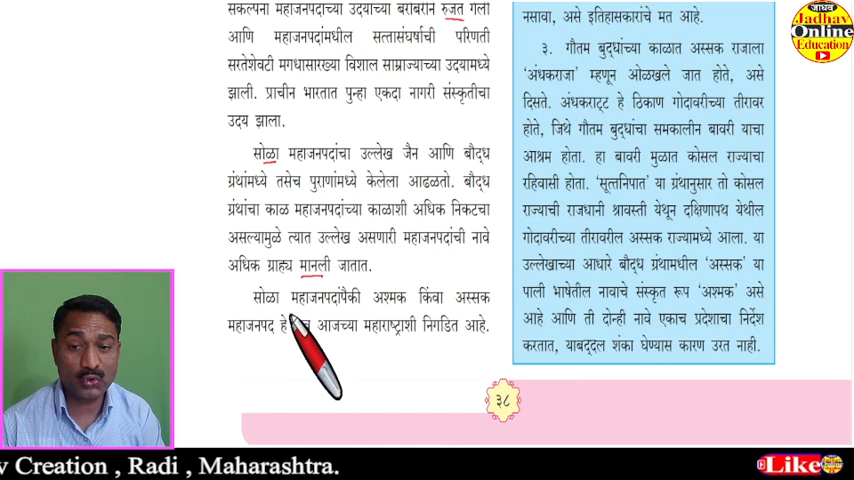 सकल्पना महाजनपदाच्या उदयाच्या बरोबरीने रुजत गेली
आणि महाजनपदांमधील सत्तासंघर्षाची परिणती
सरतेशेवटी मगधासारख्या विशाल साम्राज्याच्या उदयामध्ये
झाली. प्राचीन भारतात पुन्हा एकदा नागरी संस्कृतीचा
उदय झाला.
सोळा महाजनपदांचा उल्लेख जैन आणि बौद्ध
ग्रंथांमध्ये तसेच पुराणांमध्ये केलेला आढळतो. बौद्ध
ग्रंथांचा काळ महाजनपदांच्या काळाशी अधिक निकटचा
असल्यामुळे त्यात उल्लेख असणारी महाजनपदांची नावे
अधिक ग्राह्य मानली जातात.
सोळा महाजनपदांपैकी अश्मक किंवा अस्सक
महाजनपद हे आजच्या महाराष्ट्राशी निगडित आहे.
नसावा, असे इतिहासकारांचे मत आहे.
३. गौतम बुद्धांच्या काळात अस्सक राजाला
‘अंधकराजा’ म्हणून ओळखले जात होते, असे
दिसते. अंधकरट्ट हे ठिकाण गोदावरीच्या तीरावर
होते, जिथे गौतम बुद्धांचा समकालीन बावरी याचा
आश्रम होता. हा बावरी मुळात कोसल राज्याचा
रहिवासी होता. ‘सूत्तनिपात’ या ग्रंथानुसार तो कोसल
राज्याची राजधानी श्रावस्ती येथून दक्षिणापथ येथील
गोदावरीच्या तीरावरील अस्सक राज्यामध्ये आला. या
उल्लेखाच्या आधारे बौद्ध ग्रंथामधील ‘अस्सक’ या
पाली भाषेतील नावाचे संस्कृत रूप ‘अश्मक’ असे
आहे आणि ती दोन्ही नावे एकाच प्रदेशाचा निर्देश
करतात, याबद्दल शंका घेण्यास कारण उरत नाही.
३८
जाधव
Jadhav
Online
Education
v Creation , Radi , Maharashtra.
Like